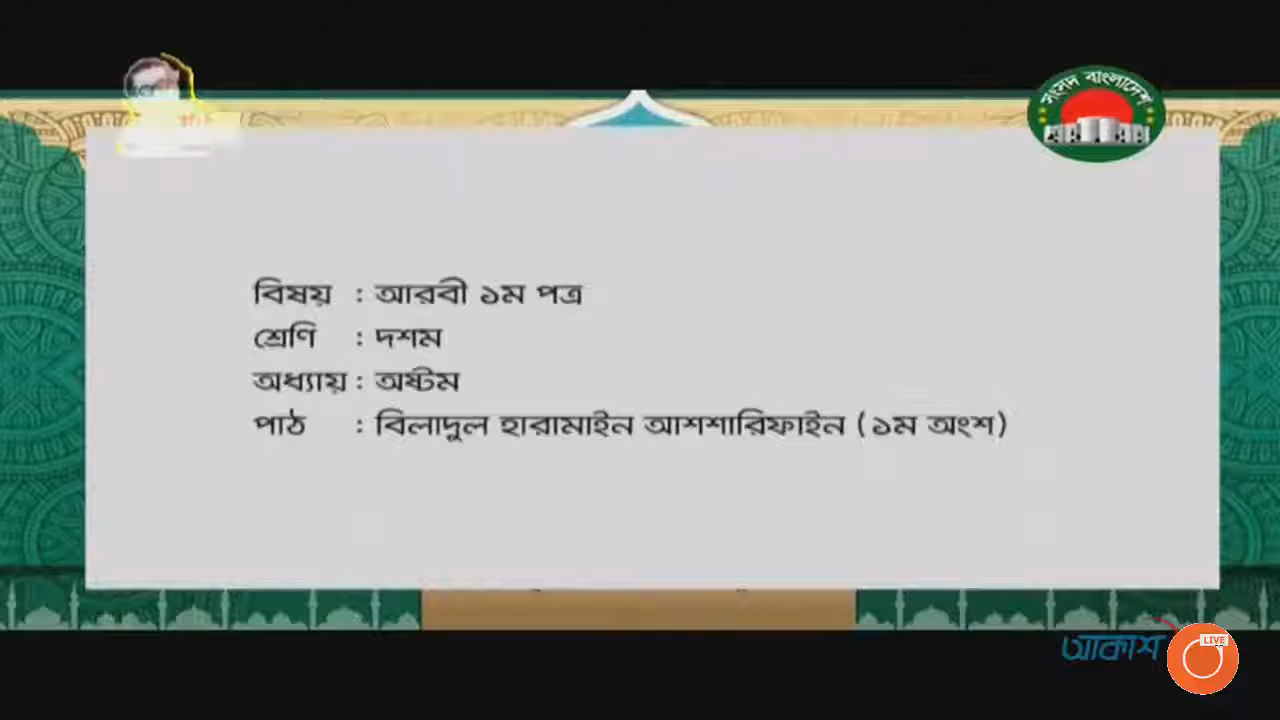 সংসদ বাংলাদেশ
বিষয় : আরবী ১ম পত্র
শ্রেণি : দশম
অধ্যায় : অষ্টম
পাঠ : বিলাদুল হারামাইন আশশারিফাইন (১ম অংশ)
আকাশ
LIVE